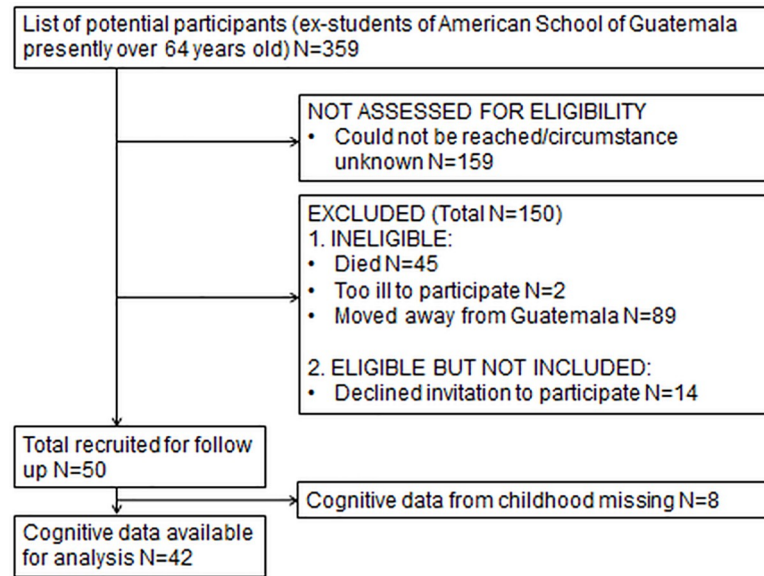 List of potential participants (ex-students of American School of Guatemala
presently over 64 years old) N=359
NOT ASSESSED FOR ELIGIBILITY
• Could not be reached/circumstance
unknown N=159
EXCLUDED (Total N=150)
1. INELIGIBLE:
• Died N=45
• Too ill to participate N=2
• Moved away from Guatemala N=89
2. ELIGIBLE BUT NOT INCLUDED:
• Declined invitation to participate N=14
Total recruited for follow
up N=50
Cognitive data from childhood missing N=8
Cognitive data available
for analysis N=42